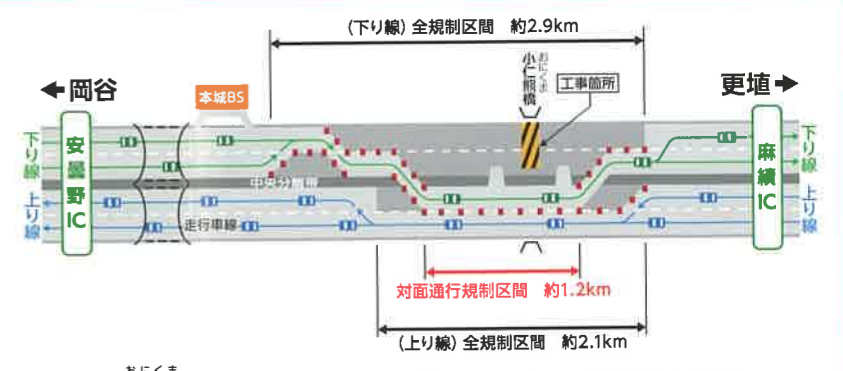 (下り線) 全規制区間 約2.9km
おにくま
小仁熊橋
工事箇所
←岡谷
更埴→
本城BS
下り線
安曇野IC
麻績IC
下り線
中央分離帯
上り線
走行車線
上り線
対面通行規制区間 約1.2km
(上り線) 全規制区間 約2.1km
おにくま